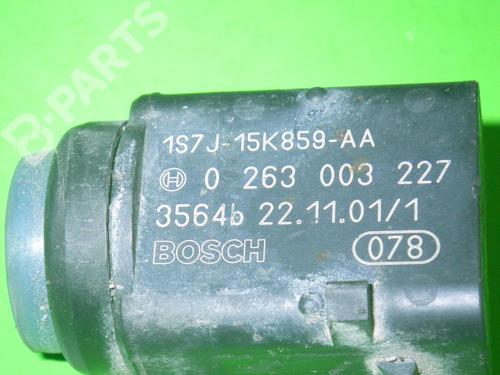 B-PARTS
1S7J-15K859-AA
0 263 003 227
3564b 22.11.01/1
BOSCH 078